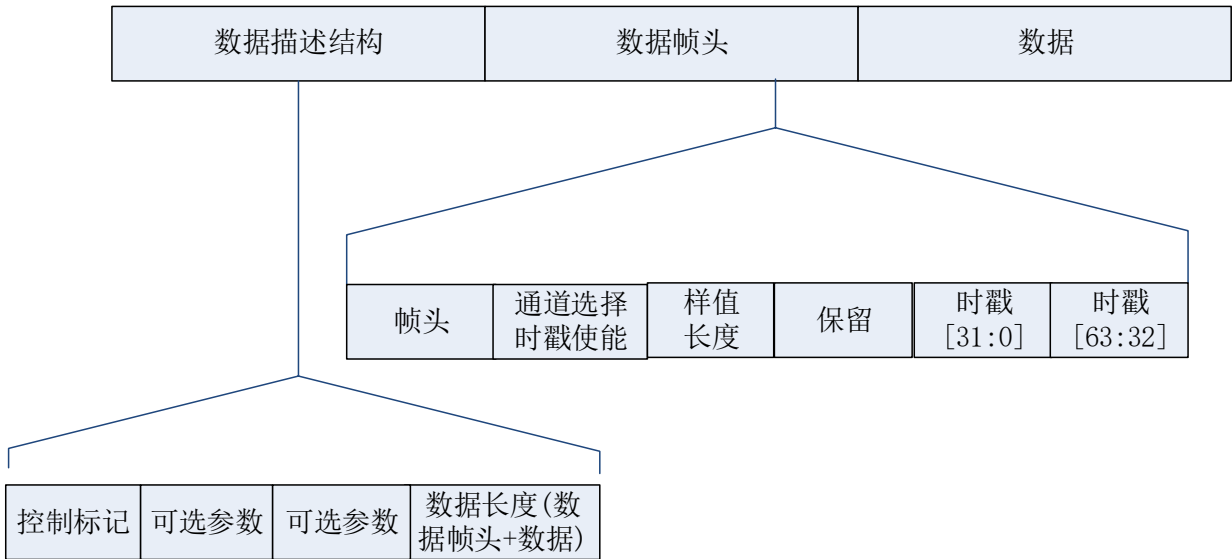 数据描述结构
数据帧头
数据
帧头
通道选择
时戳使能
样值
长度
保留
时戳
[31:0]
时戳
[63:32]
控制标记
可选参数
可选参数
数据长度(数
据帧头+数据)